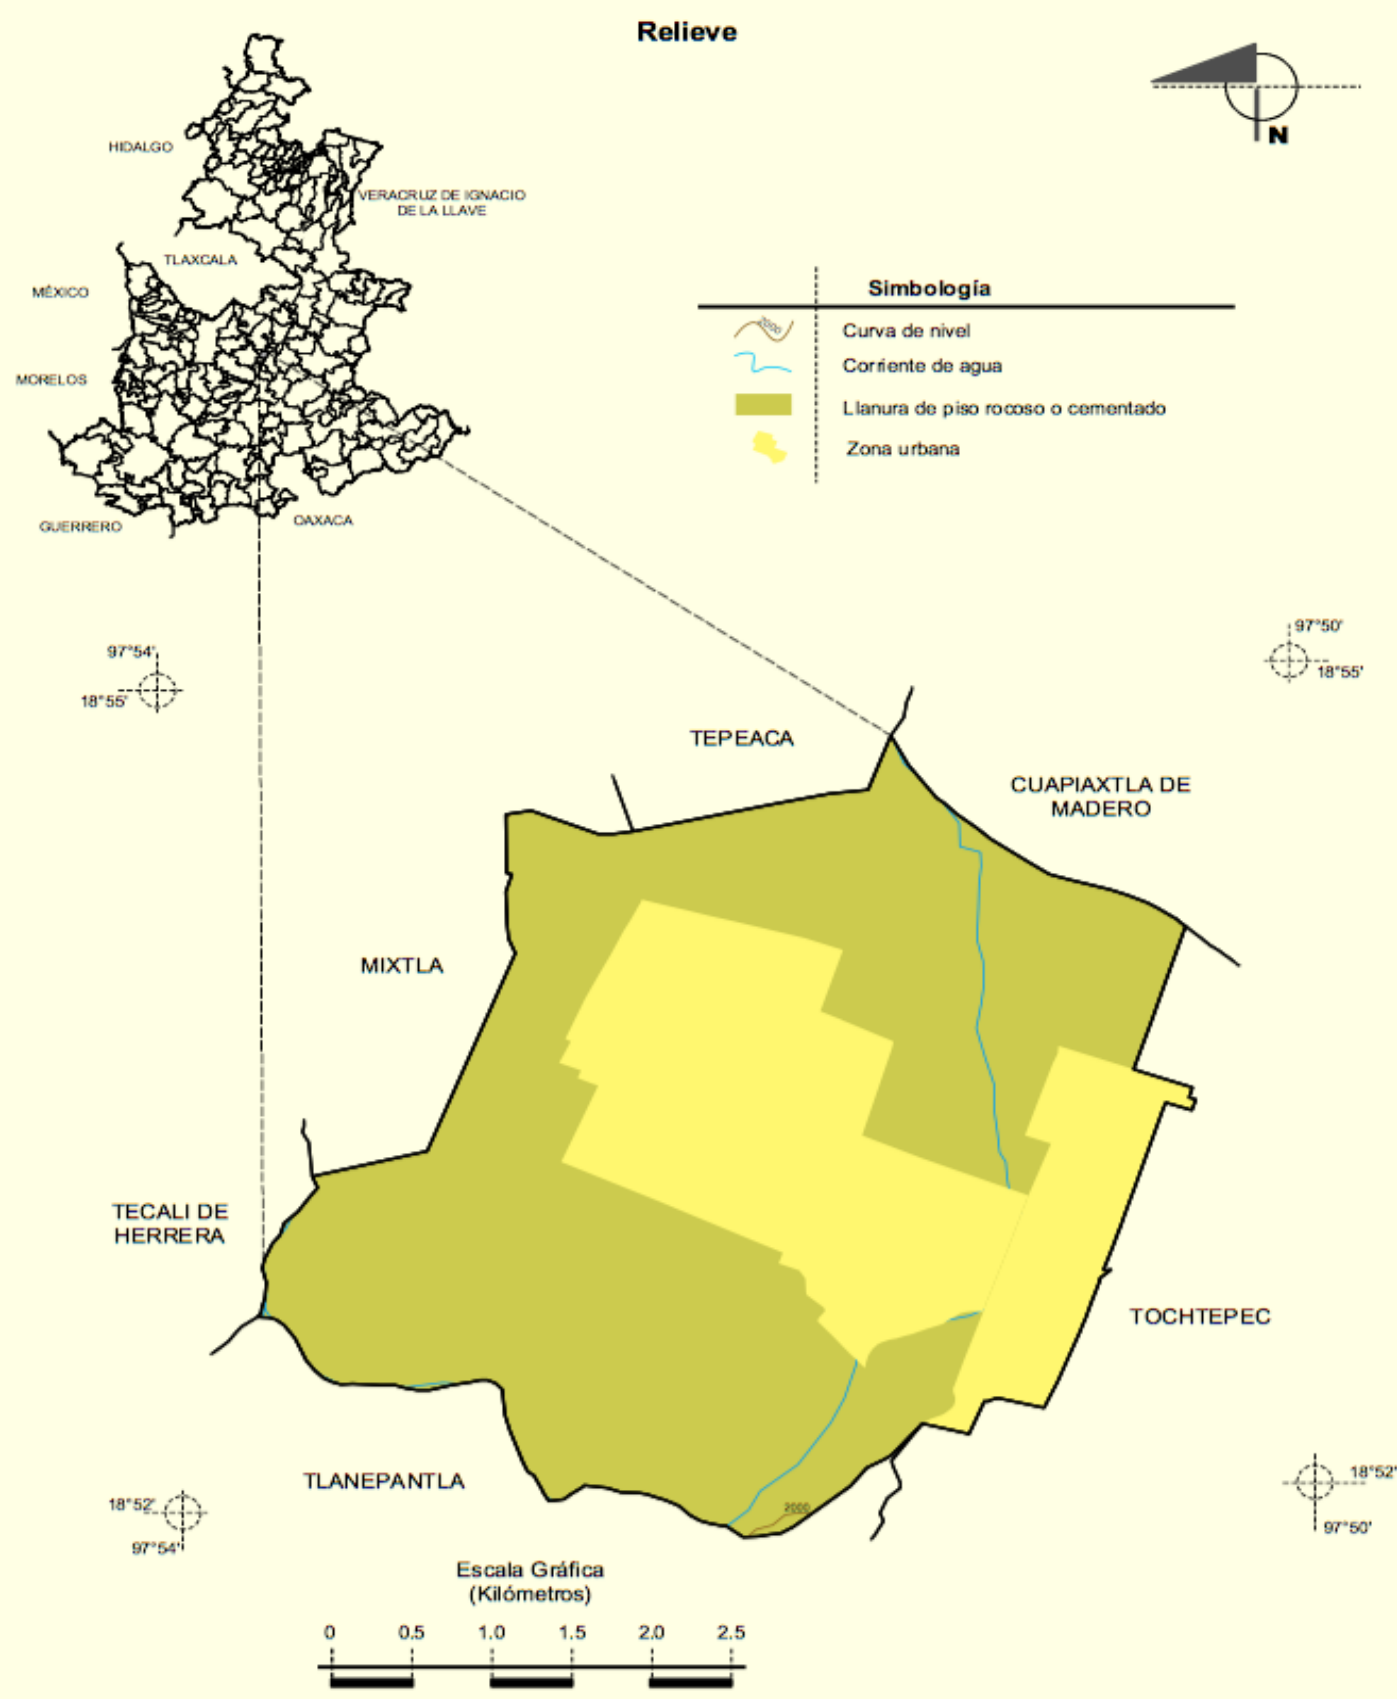 Relieve
N
HIDALGO
VERACRUZ DE IGNACIO
DE LA LLAVE
TLAXCALA
MÉXICO
MORELOS
GUERRERO
OAXACA
Simbología
2000
Curva de nivel
Corriente de agua
Llanura de piso rocoso o cementado
Zona urbana
97°54'
18°55'
97°50'
18°55'
TEPEACA
CUAPIAXTLA DE
MADERO
MIXTLA
TECALI DE
HERRERA
TOCHTEPEC
TLANEPANTLA
2000
18°52'
97°54'
18°52'
97°50'
Escala Gráfica
(Kilómetros)
0 0.5 1.0 1.5 2.0 2.5